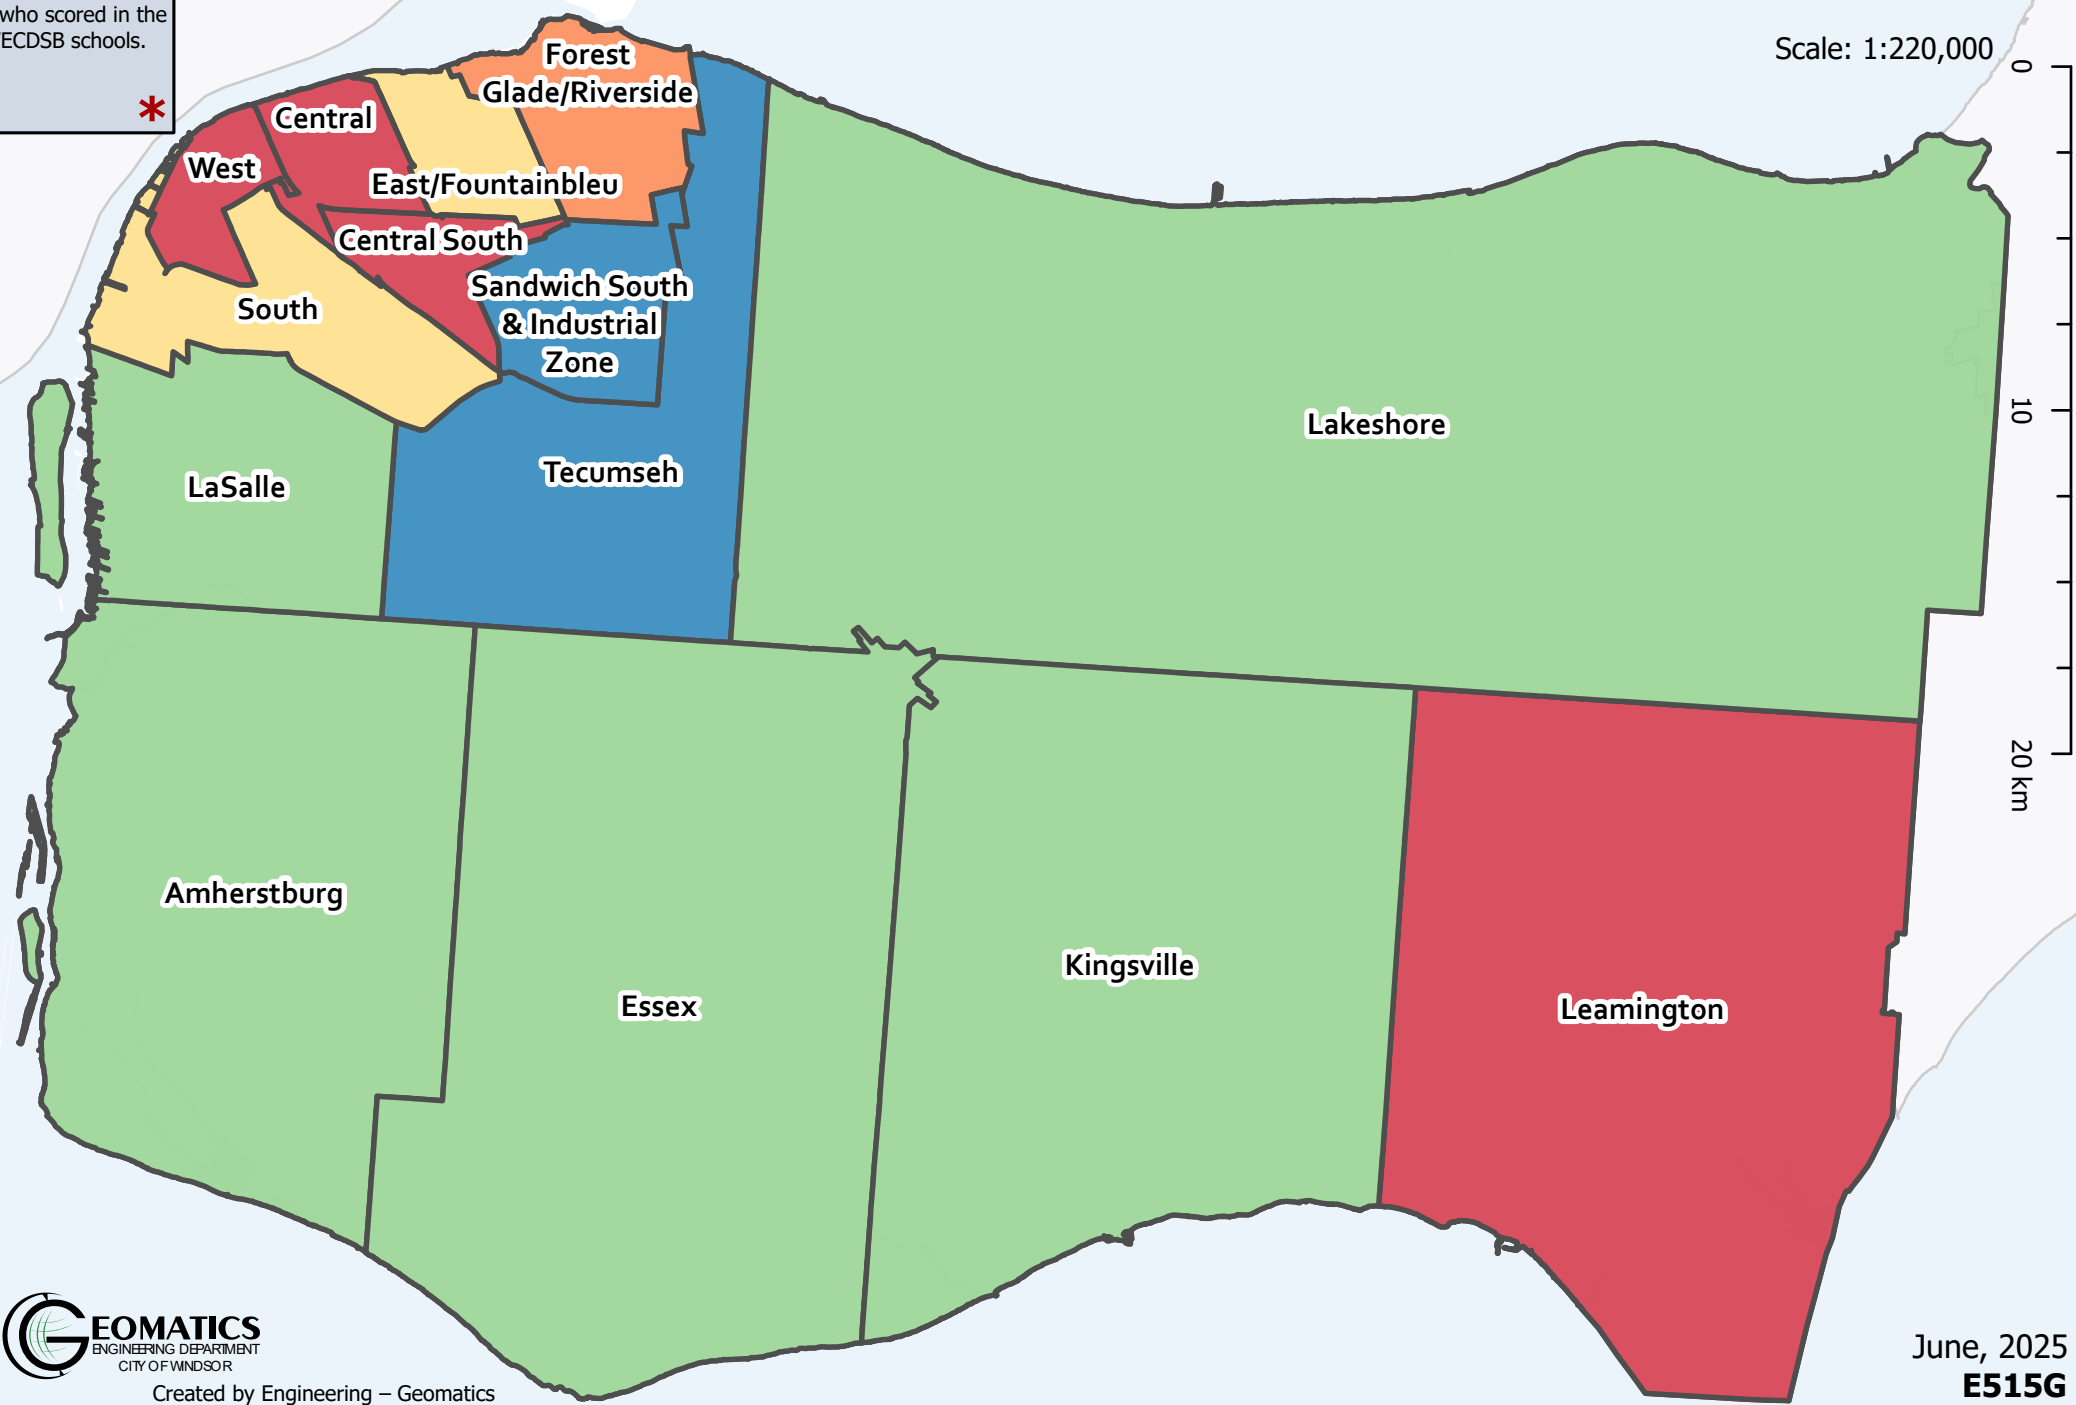 who scored in the
ECDSB schools.
*
Scale: 1:220,000
0
10
20 km
Forest
Glade/Riverside
Central
West
East/Fountainbleu
Central South
Sandwich South
& Industrial
Zone
South
Lakeshore
Tecumseh
LaSalle
Amherstburg
Kingsville
Essex
Leamington
GEOMATICS
ENGINEERING DEPARTMENT
CITY OF WINDSOR
Created by Engineering – Geomatics
June, 2025
E515G